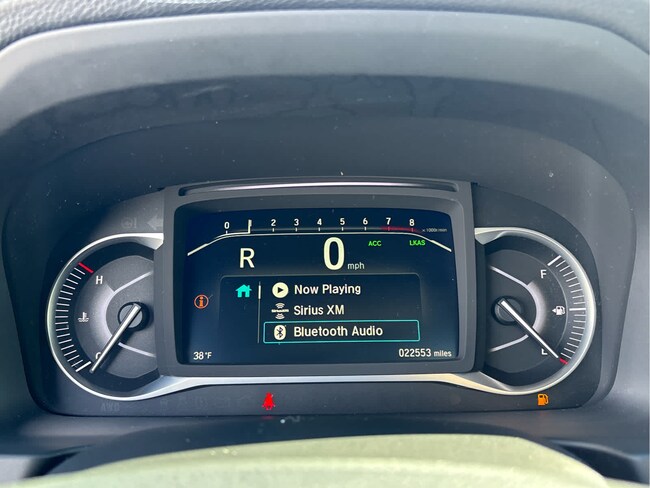 0 1 2 3 4 5 6 7 8 ×1000r/min
R 0 mph ACC LKAS
H F
Now Playing
Sirius XM
Bluetooth Audio
C E
38°F 022553 miles